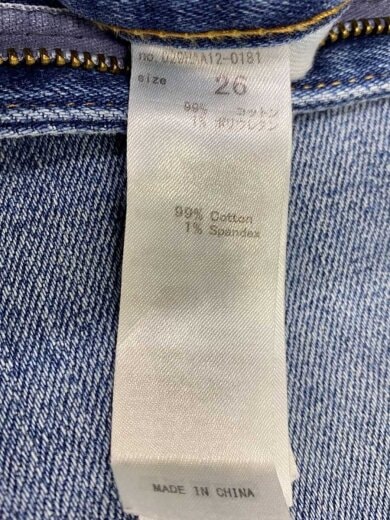 size 26
99% コットン
1% ポリウレタン
99% Cotton
1% Spandex
MADE IN CHINA